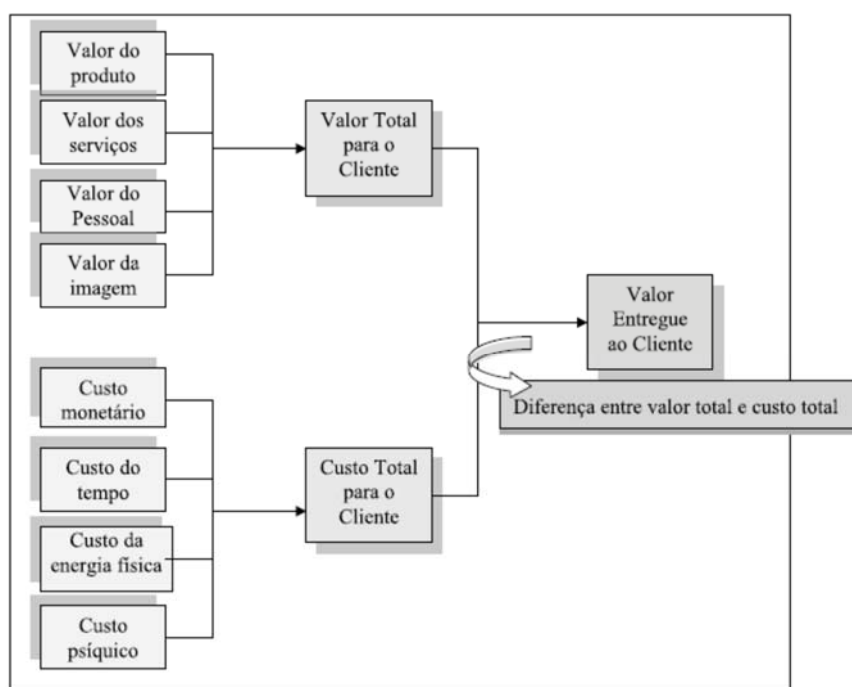 Valor do
produto
Valor dos
serviços
Valor do
Pessoal
Valor da
imagem
Valor Total
para o
Cliente
Valor
Entregue
ao Cliente
Diferença entre valor total e custo total
Custo
monetário
Custo do
tempo
Custo da
energia física
Custo
psíquico
Custo Total
para o
Cliente